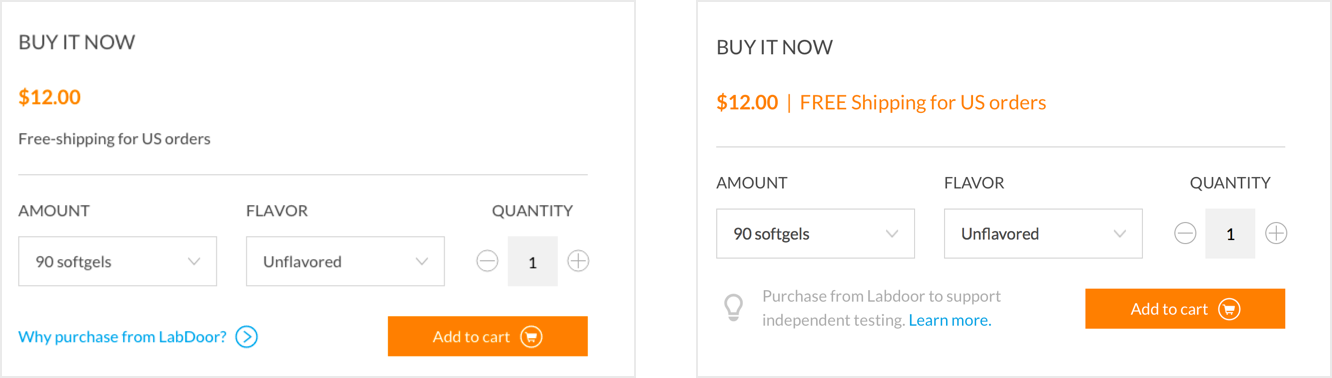 BUY IT NOW
$12.00
Free-shipping for US orders
AMOUNT FLAVOR QUANTITY
90 softgels Unflavored 1
Why purchase from LabDoor? Add to cart
BUY IT NOW
$12.00 | FREE Shipping for US orders
AMOUNT FLAVOR QUANTITY
90 softgels Unflavored 1
Purchase from Labdoor to support
independent testing. Learn more.
Add to cart